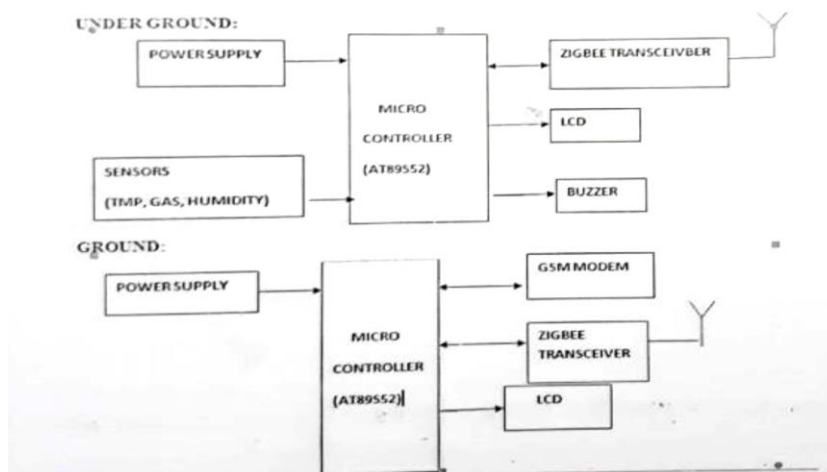 UNDER GROUND:
POWER SUPPLY
ZIGBEE TRANSCEIVBER
MICRO
CONTROLLER
(AT89S52)
LCD
SENSORS
(TMP, GAS, HUMIDITY)
BUZZER
GROUND:
POWER SUPPLY
GSM MODEM
MICRO
CONTROLLER
(AT89S52)
ZIGBEE
TRANSCEIVER
LCD